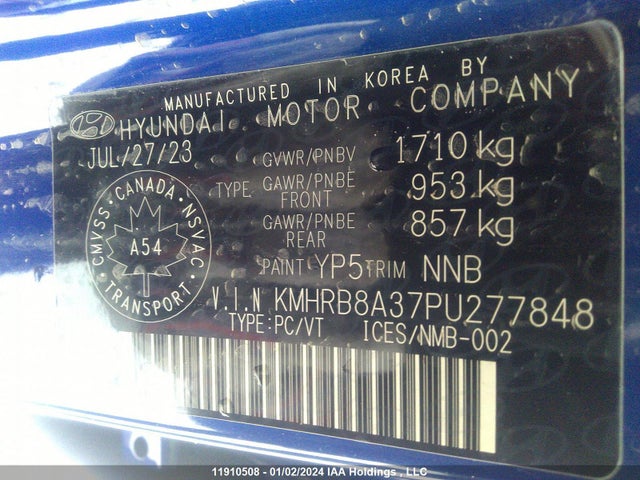 MANUFACTURED IN KOREA BY
HYUNDAI MOTOR COMPANY
JUL/27/23 GVWR/PNBV 1710 kg
TYPE GAWR/PNBE FRONT 953 kg
GAWR/PNBE REAR 857 kg
CMVSS · CANADA · NSVAC
A54
· TRANSPORT ·
PAINT YP5 TRIM NNB
V.I.N KMHRB8A37PU277848
TYPE:PC/VT ICES/NMB-002
11910508 - 01/02/2024 IAA Holdings , LLC